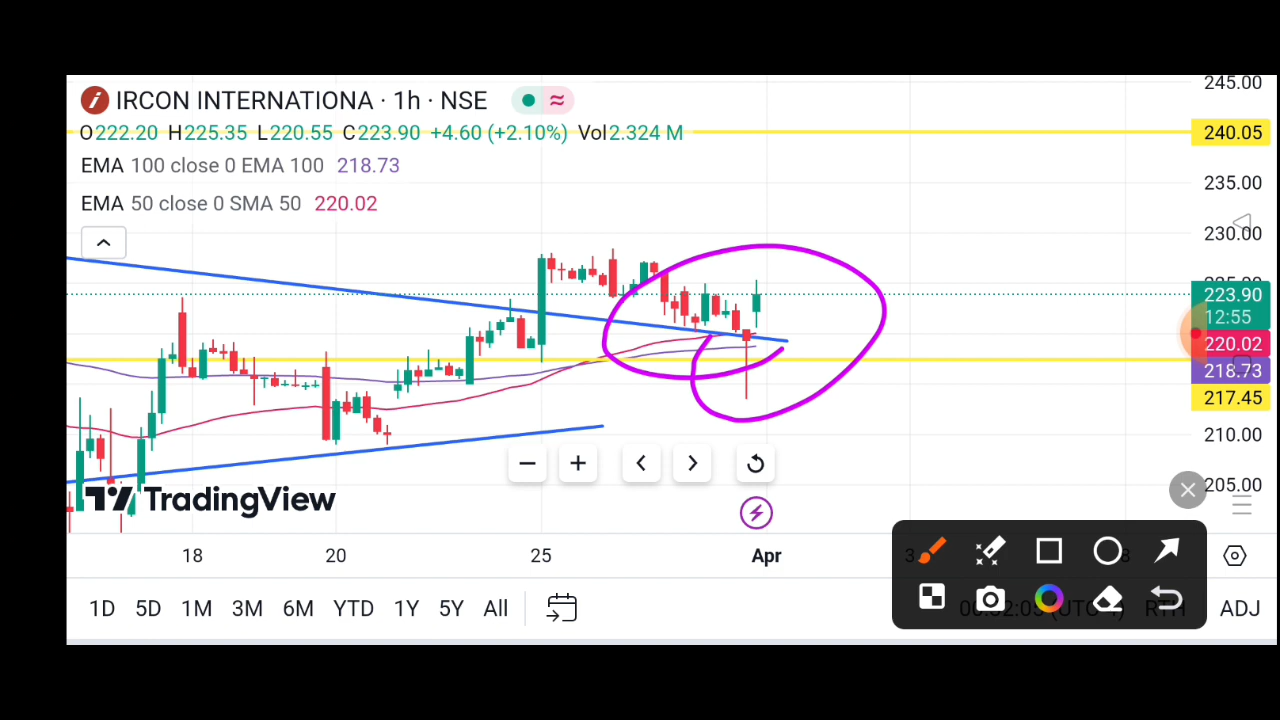 IRCON INTERNATIONA · 1h · NSE
O222.20 H225.35 L220.55 C223.90 +4.60 (+2.10%) Vol2.324 M
EMA 100 close 0 EMA 100 218.73
EMA 50 close 0 SMA 50 220.02
245.00
240.05
235.00
230.00
223.90
12:55
220.02
218.73
217.45
210.00
205.00
TradingView
18 20 25 Apr
1D 5D 1M 3M 6M YTD 1Y 5Y All ADJ